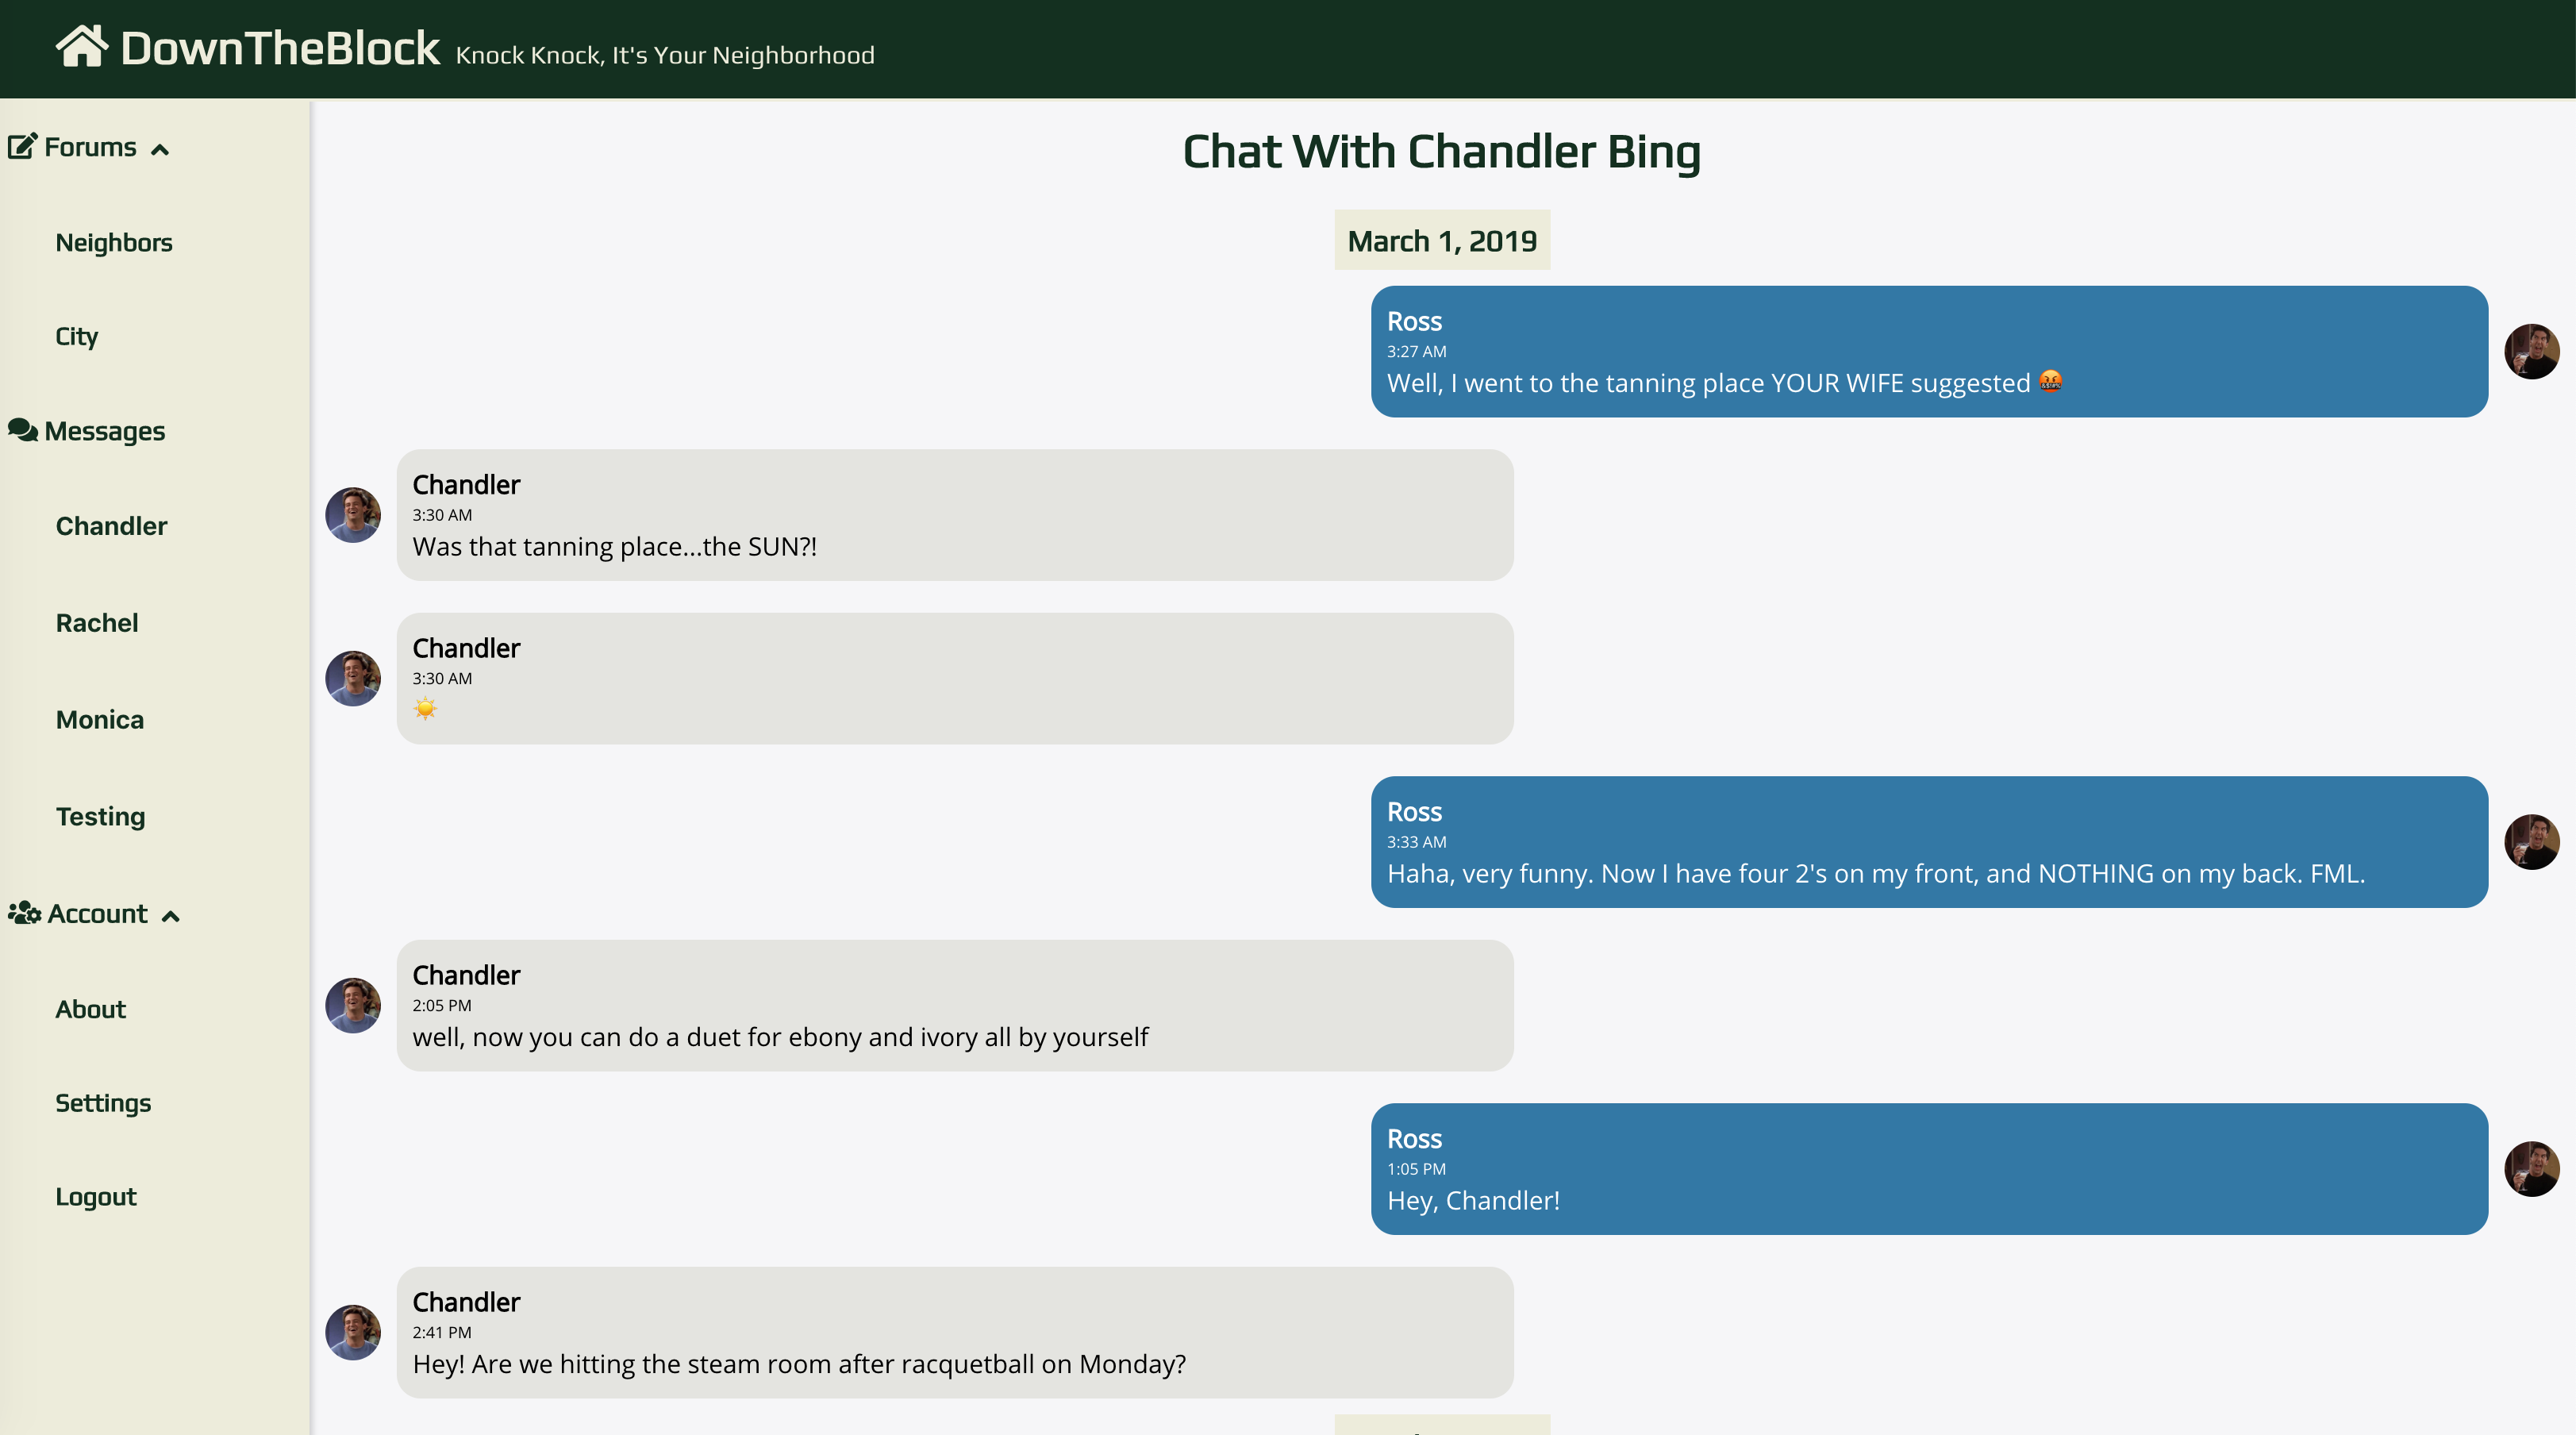 DownTheBlock Knock Knock, It's Your Neighborhood
Forums
Neighbors
City
Messages
Chandler
Rachel
Monica
Testing
Account
About
Settings
Logout
Chat With Chandler Bing
March 1, 2019
Ross
3:27 AM
Well, I went to the tanning place YOUR WIFE suggested 🤬
Chandler
3:30 AM
Was that tanning place...the SUN?!
Chandler
3:30 AM
☀️
Ross
3:33 AM
Haha, very funny. Now I have four 2's on my front, and NOTHING on my back. FML.
Chandler
2:05 PM
well, now you can do a duet for ebony and ivory all by yourself
Ross
1:05 PM
Hey, Chandler!
Chandler
2:41 PM
Hey! Are we hitting the steam room after racquetball on Monday?